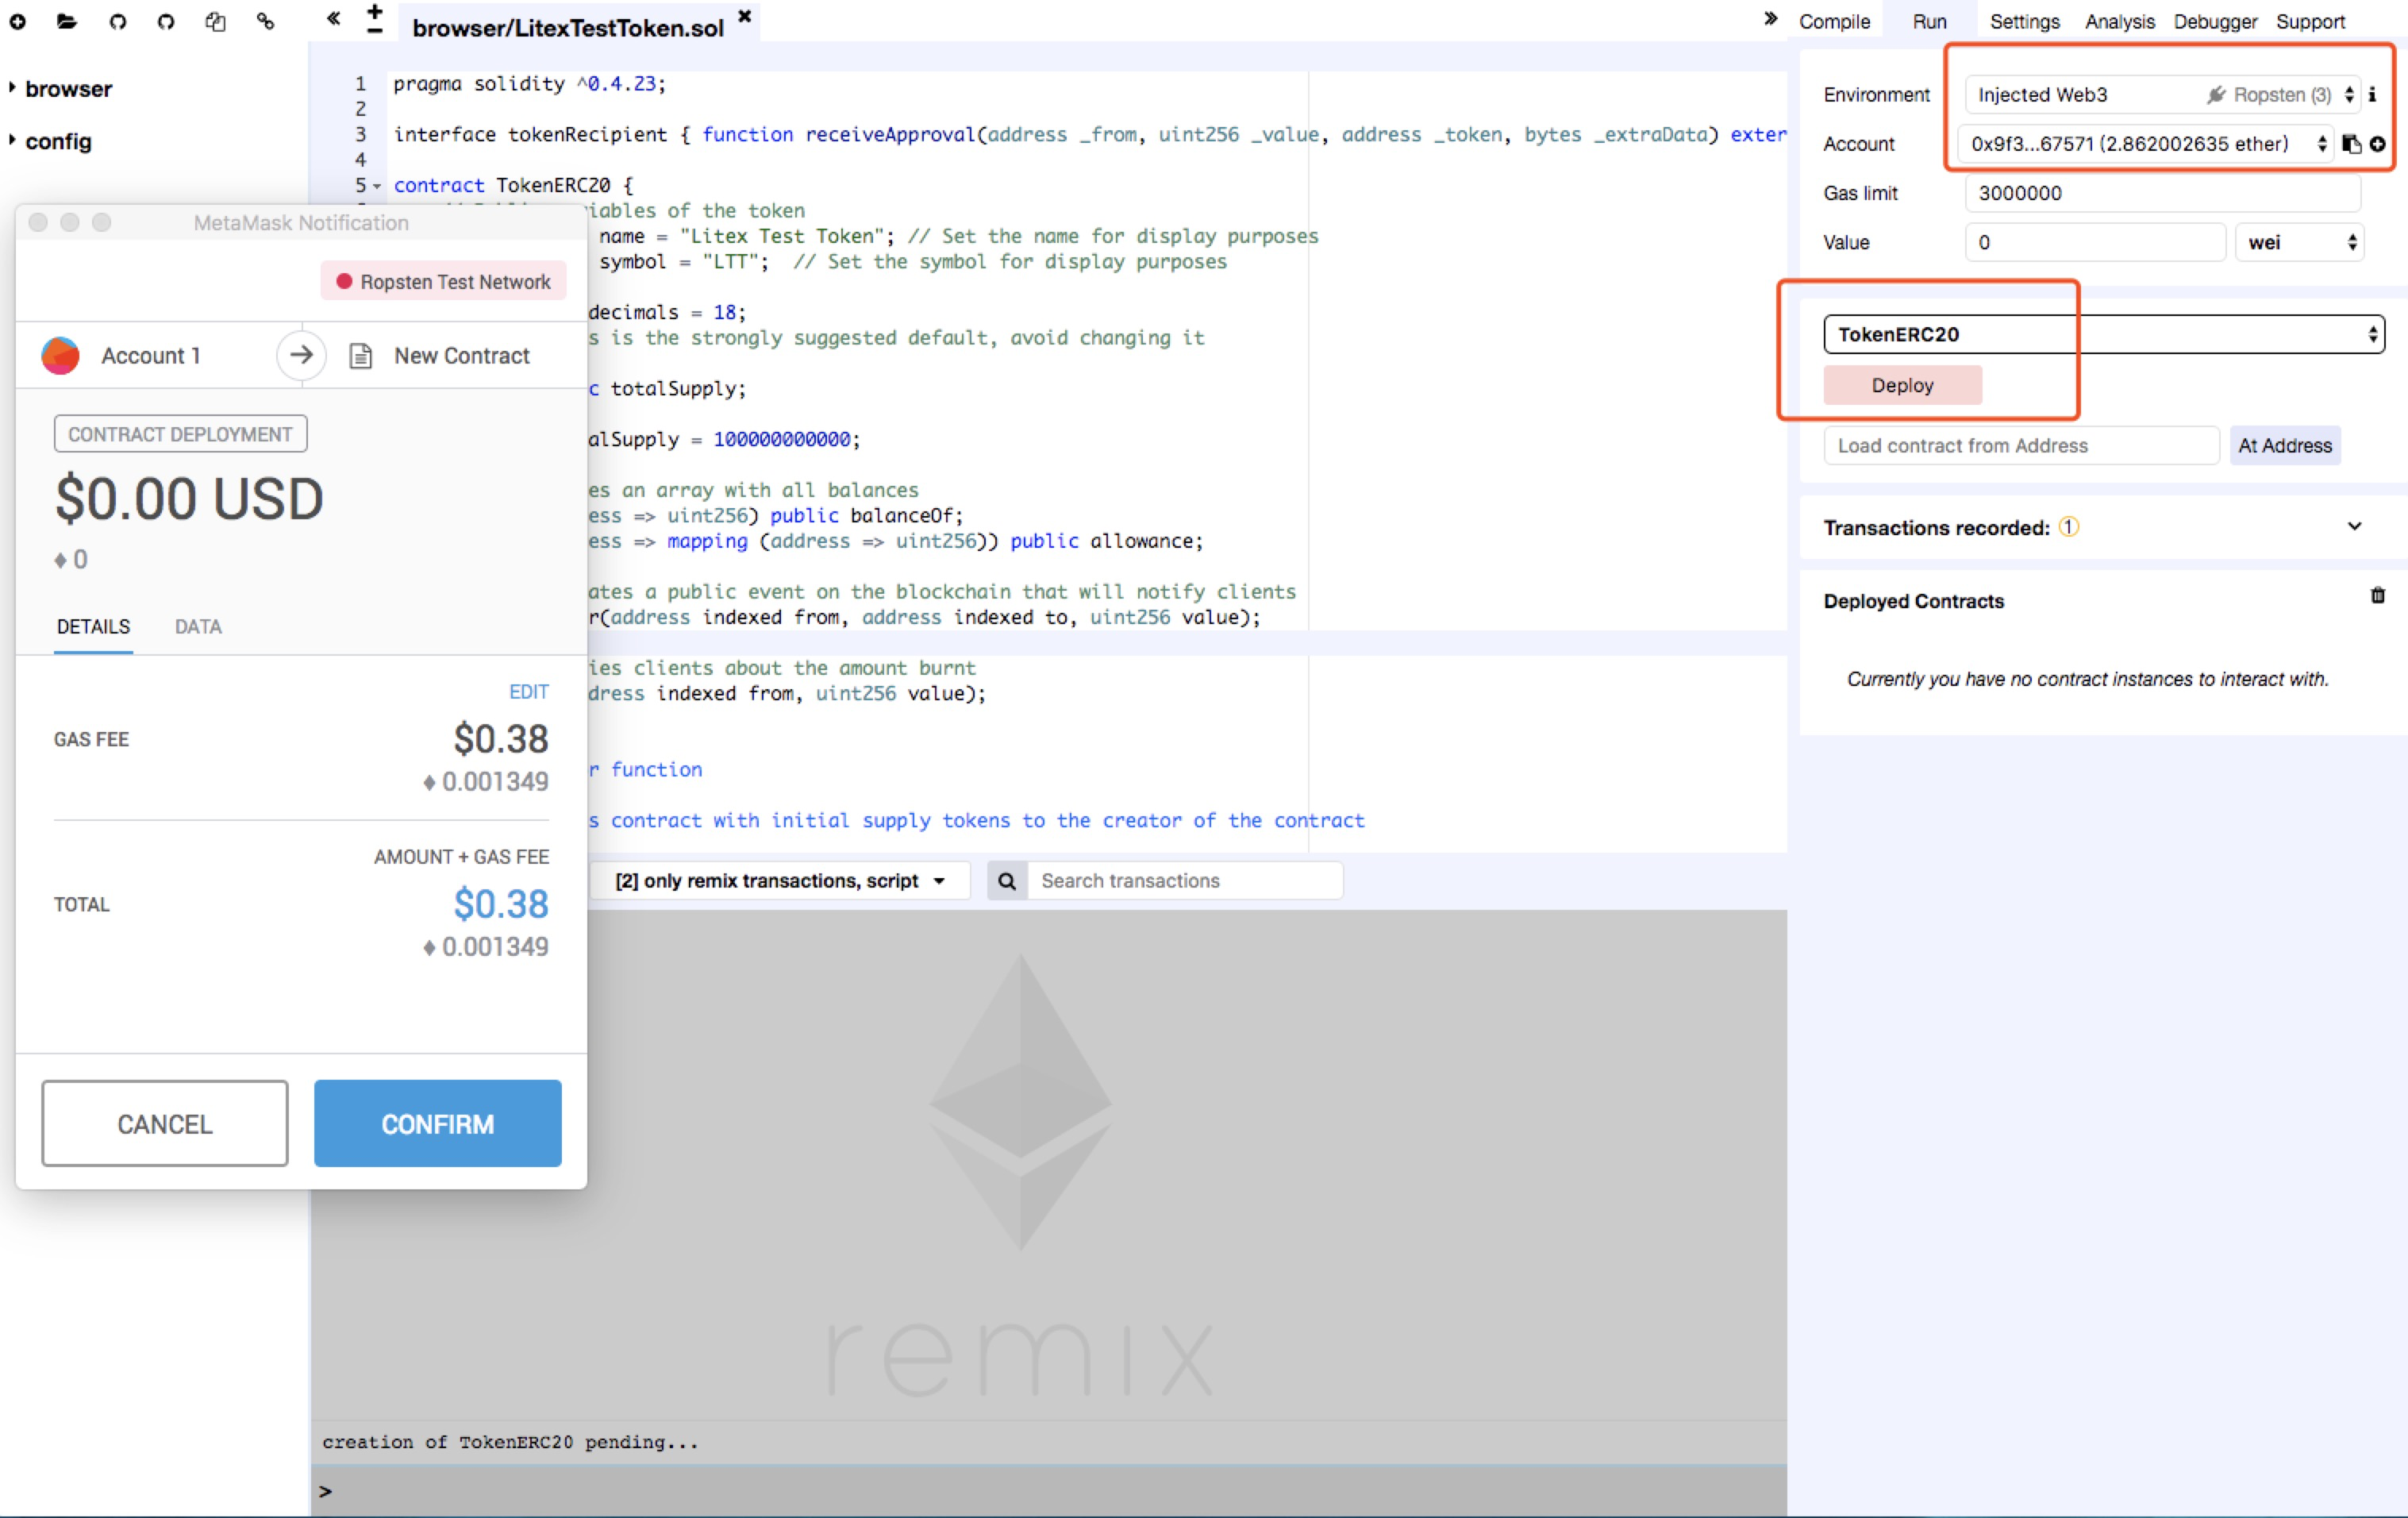 browser/LitexTestToken.sol
Compile Run Settings Analysis Debugger Support
browser
config
1 pragma solidity ^0.4.23;
2
3 interface tokenRecipient { function receiveApproval(address _from, uint256 _value, address _token, bytes _extraData) exter
4
5 contract TokenERC20 {
iables of the token
name = "Litex Test Token"; // Set the name for display purposes
symbol = "LTT"; // Set the symbol for display purposes
decimals = 18;
s is the strongly suggested default, avoid changing it
c totalSupply;
alSupply = 100000000000;
es an array with all balances
ess => uint256) public balanceOf;
ess => mapping (address => uint256)) public allowance;
ates a public event on the blockchain that will notify clients
r(address indexed from, address indexed to, uint256 value);
ies clients about the amount burnt
dress indexed from, uint256 value);
r function
s contract with initial supply tokens to the creator of the contract
MetaMask Notification
Ropsten Test Network
Account 1
New Contract
CONTRACT DEPLOYMENT
$0.00 USD
0
DETAILS DATA
EDIT
GAS FEE $0.38
0.001349
AMOUNT + GAS FEE
TOTAL $0.38
0.001349
CANCEL CONFIRM
[2] only remix transactions, script
Search transactions
remix
creation of TokenERC20 pending...
>
Environment Injected Web3 Ropsten (3)
Account 0x9f3...67571 (2.862002635 ether)
Gas limit 3000000
Value 0 wei
TokenERC20
Deploy
Load contract from Address At Address
Transactions recorded: 1
Deployed Contracts
Currently you have no contract instances to interact with.